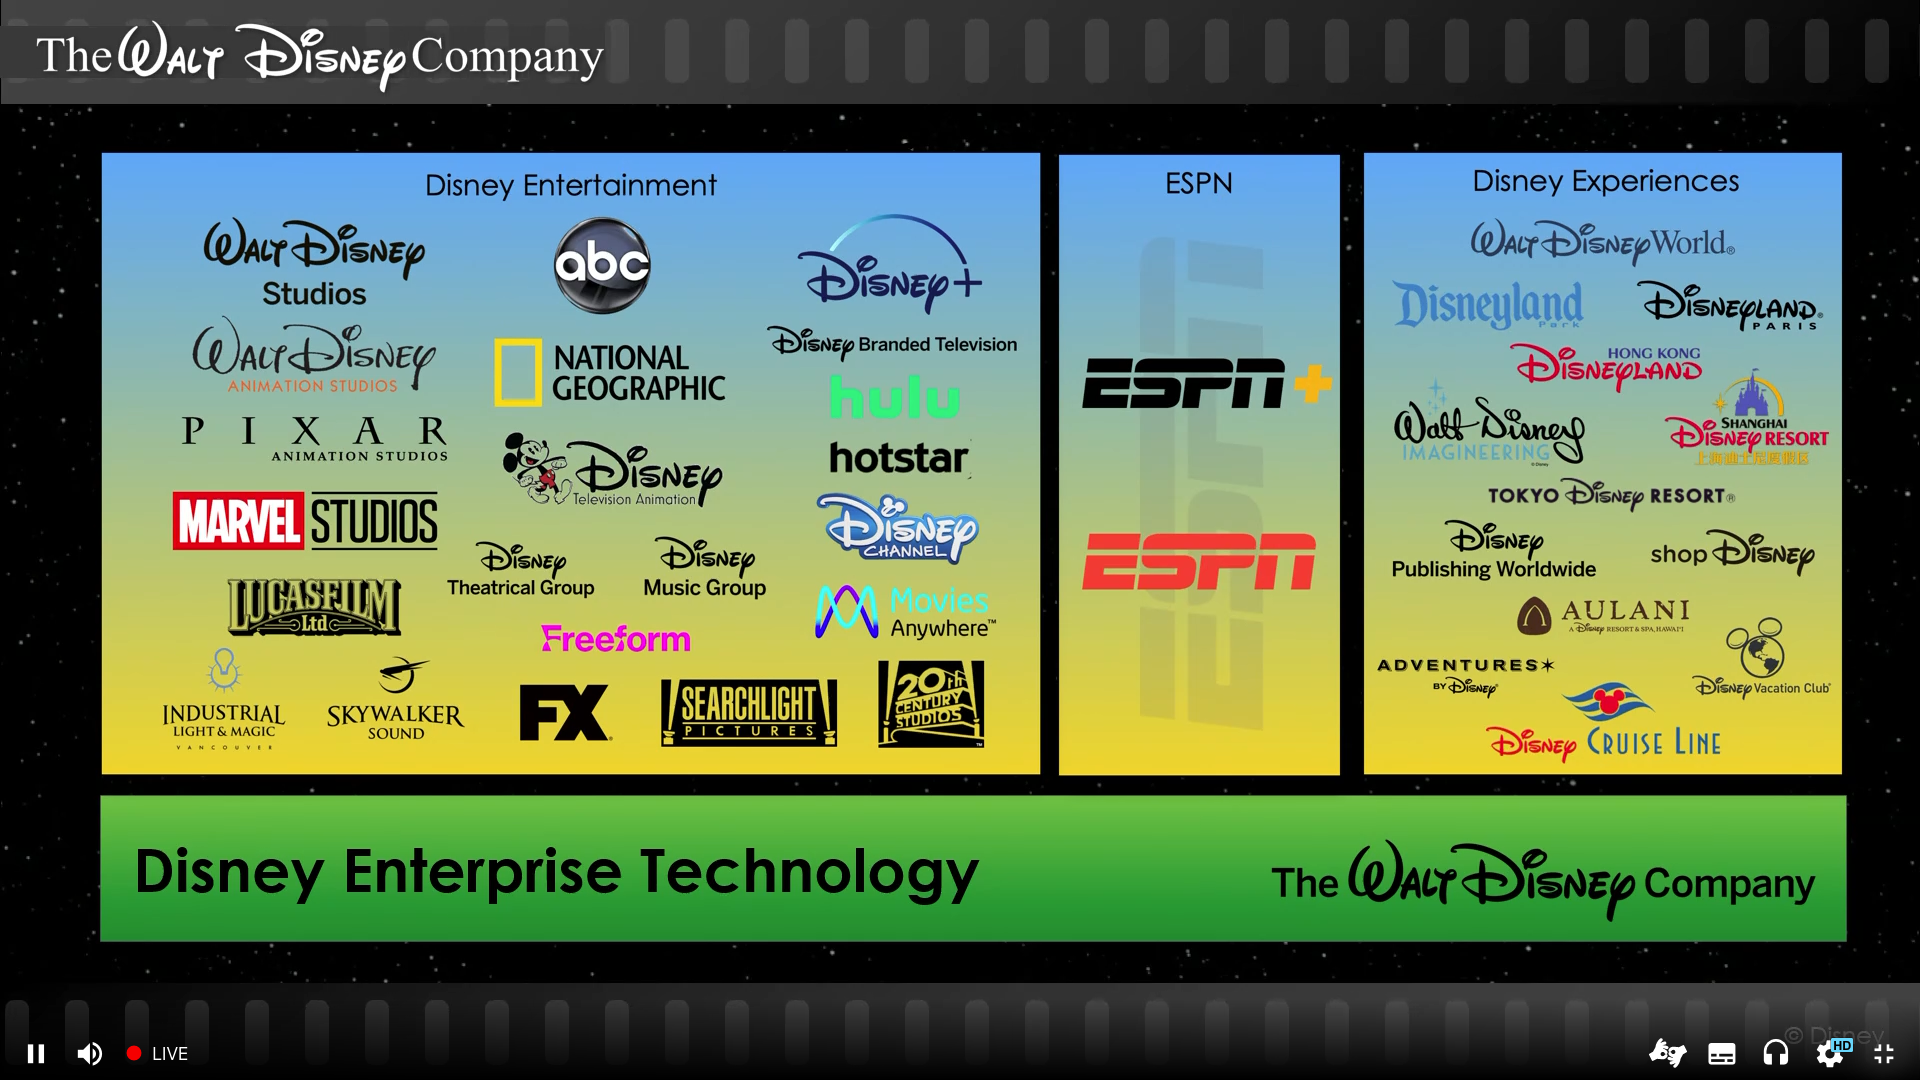 The Walt Disney Company
Disney Entertainment
Walt Disney
Studios
Walt Disney
ANIMATION STUDIOS
PIXAR
ANIMATION STUDIOS
MARVEL STUDIOS
LUCASFILM
Ltd
INDUSTRIAL
LIGHT & MAGIC
VANCOUVER
SKYWALKER
SOUND
abc
NATIONAL
GEOGRAPHIC
Disney
Television Animation
Disney
Theatrical Group
Disney
Music Group
Freeform
FX
SEARCHLIGHT
PICTURES
Disney+
Disney Branded Television
hulu
hotstar
Disney
CHANNEL
Movies
Anywhere™
20th
CENTURY
STUDIOS
™
ESPN
ESPN
ESPN+
ESPN
Disney Experiences
Walt Disney World®
Disneyland
Park
Disneyland®
PARIS
HONG KONG
Disneyland
Walt Disney
IMAGINEERING
© Disney
SHANGHAI
Disney RESORT
上海迪士尼度假区
TOKYO Disney RESORT®
Disney
Publishing Worldwide
shop Disney
AULANI
A Disney RESORT & SPA, HAWAI'I
ADVENTURES
BY Disney
Disney Vacation Club®
Disney CRUISE LINE
Disney Enterprise Technology
The Walt Disney Company
© Disney
LIVE
HD